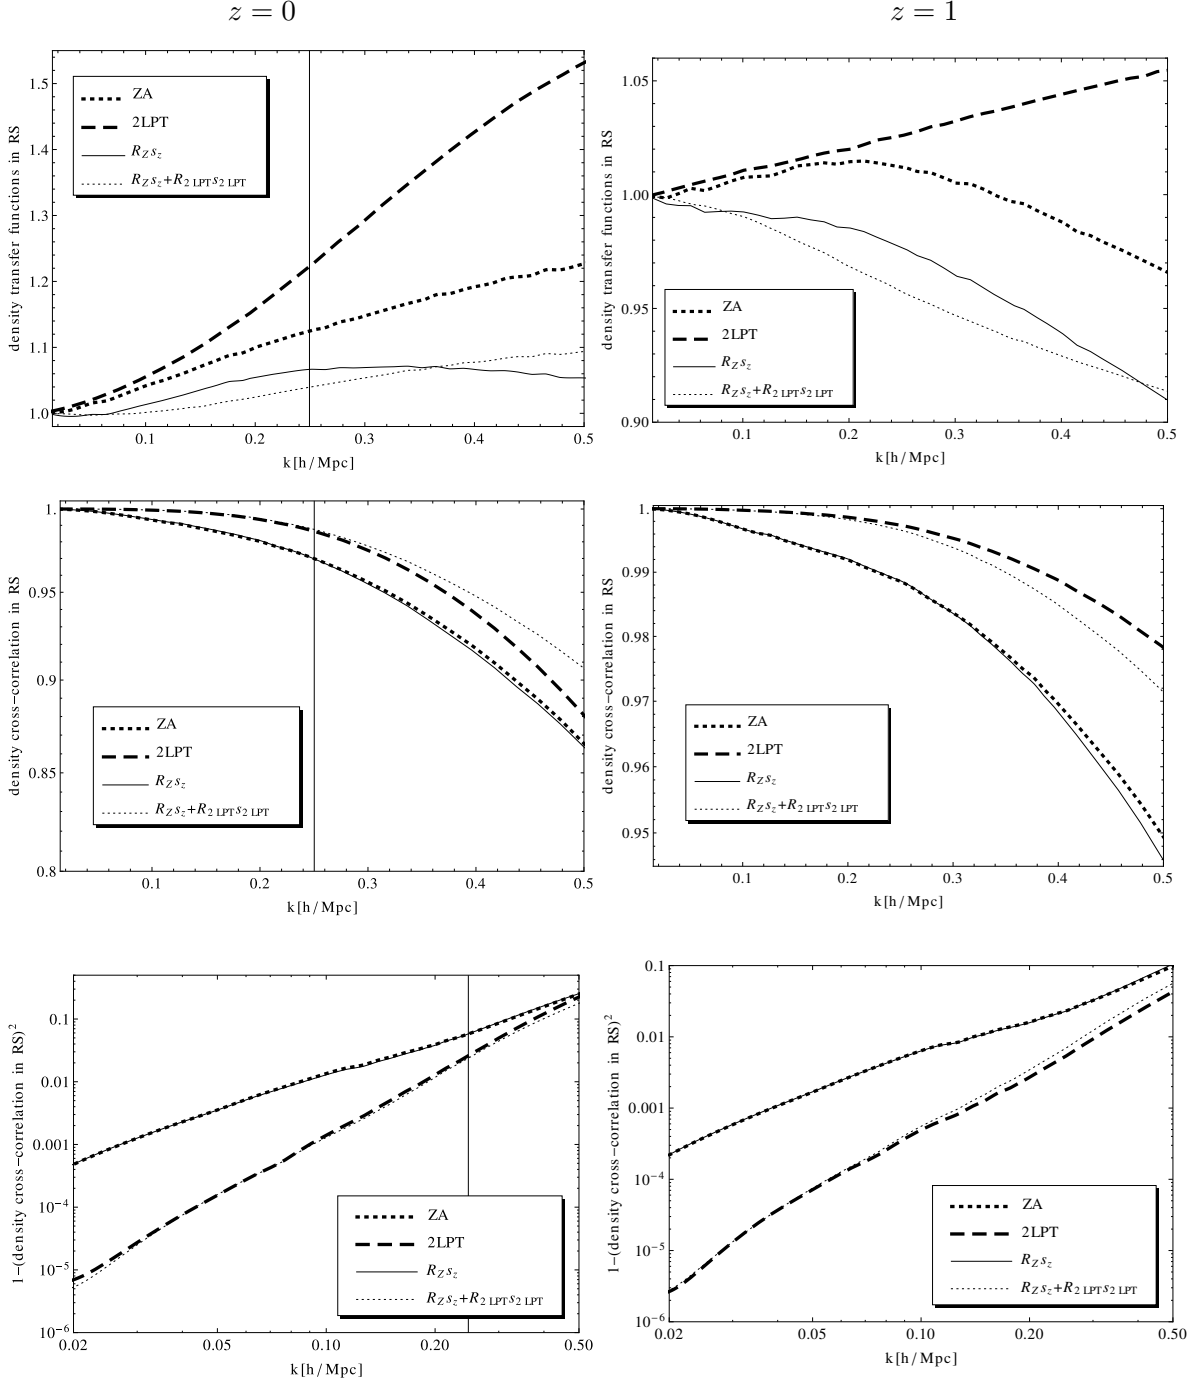 z = 0
z = 1
density transfer functions in RS
1.5
1.4
1.3
1.2
1.1
1.0
ZA
2LPT
R_Z s_z
R_Z s_z+R_2 LPT s_2 LPT
0.1 0.2 0.3 0.4 0.5
k[h/Mpc]
density transfer functions in RS
1.05
1.00
0.95
0.90
ZA
2LPT
R_Z s_z
R_Z s_z+R_2 LPT s_2 LPT
0.1 0.2 0.3 0.4 0.5
k[h/Mpc]
density cross-correlation in RS
1.
0.95
0.9
0.85
0.8
ZA
2LPT
R_Z s_z
R_Z s_z+R_2 LPT s_2 LPT
0.1 0.2 0.3 0.4 0.5
k[h/Mpc]
density cross-correlation in RS
1.
0.99
0.98
0.97
0.96
0.95
ZA
2LPT
R_Z s_z
R_Z s_z+R_2 LPT s_2 LPT
0.1 0.2 0.3 0.4 0.5
k[h/Mpc]
1-(density cross-correlation in RS)²
0.1
0.01
0.001
10⁻⁴
10⁻⁵
10⁻⁶
ZA
2LPT
R_Z s_z
R_Z s_z+R_2 LPT s_2 LPT
0.02 0.05 0.10 0.20 0.50
k[h/Mpc]
1-(density cross-correlation in RS)²
0.1
0.01
0.001
10⁻⁴
10⁻⁵
10⁻⁶
ZA
2LPT
R_Z s_z
R_Z s_z+R_2 LPT s_2 LPT
0.02 0.05 0.10 0.20 0.50
k[h/Mpc]